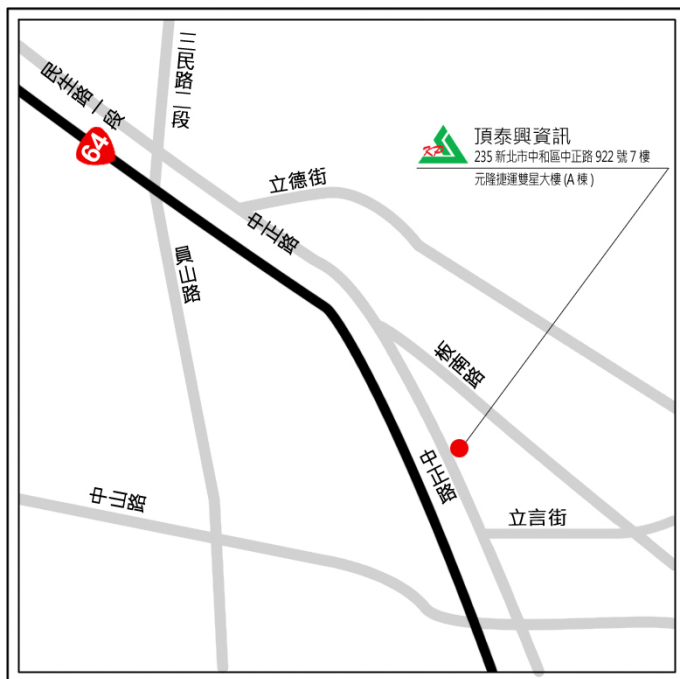 三民路二段
民生路一段
64
頂泰興資訊
235 新北市中和區中正路 922 號 7 樓
元隆捷運雙星大樓 (A 棟)
KP
立德街
中正路
員山路
板南路
中正路
中山路
立言街